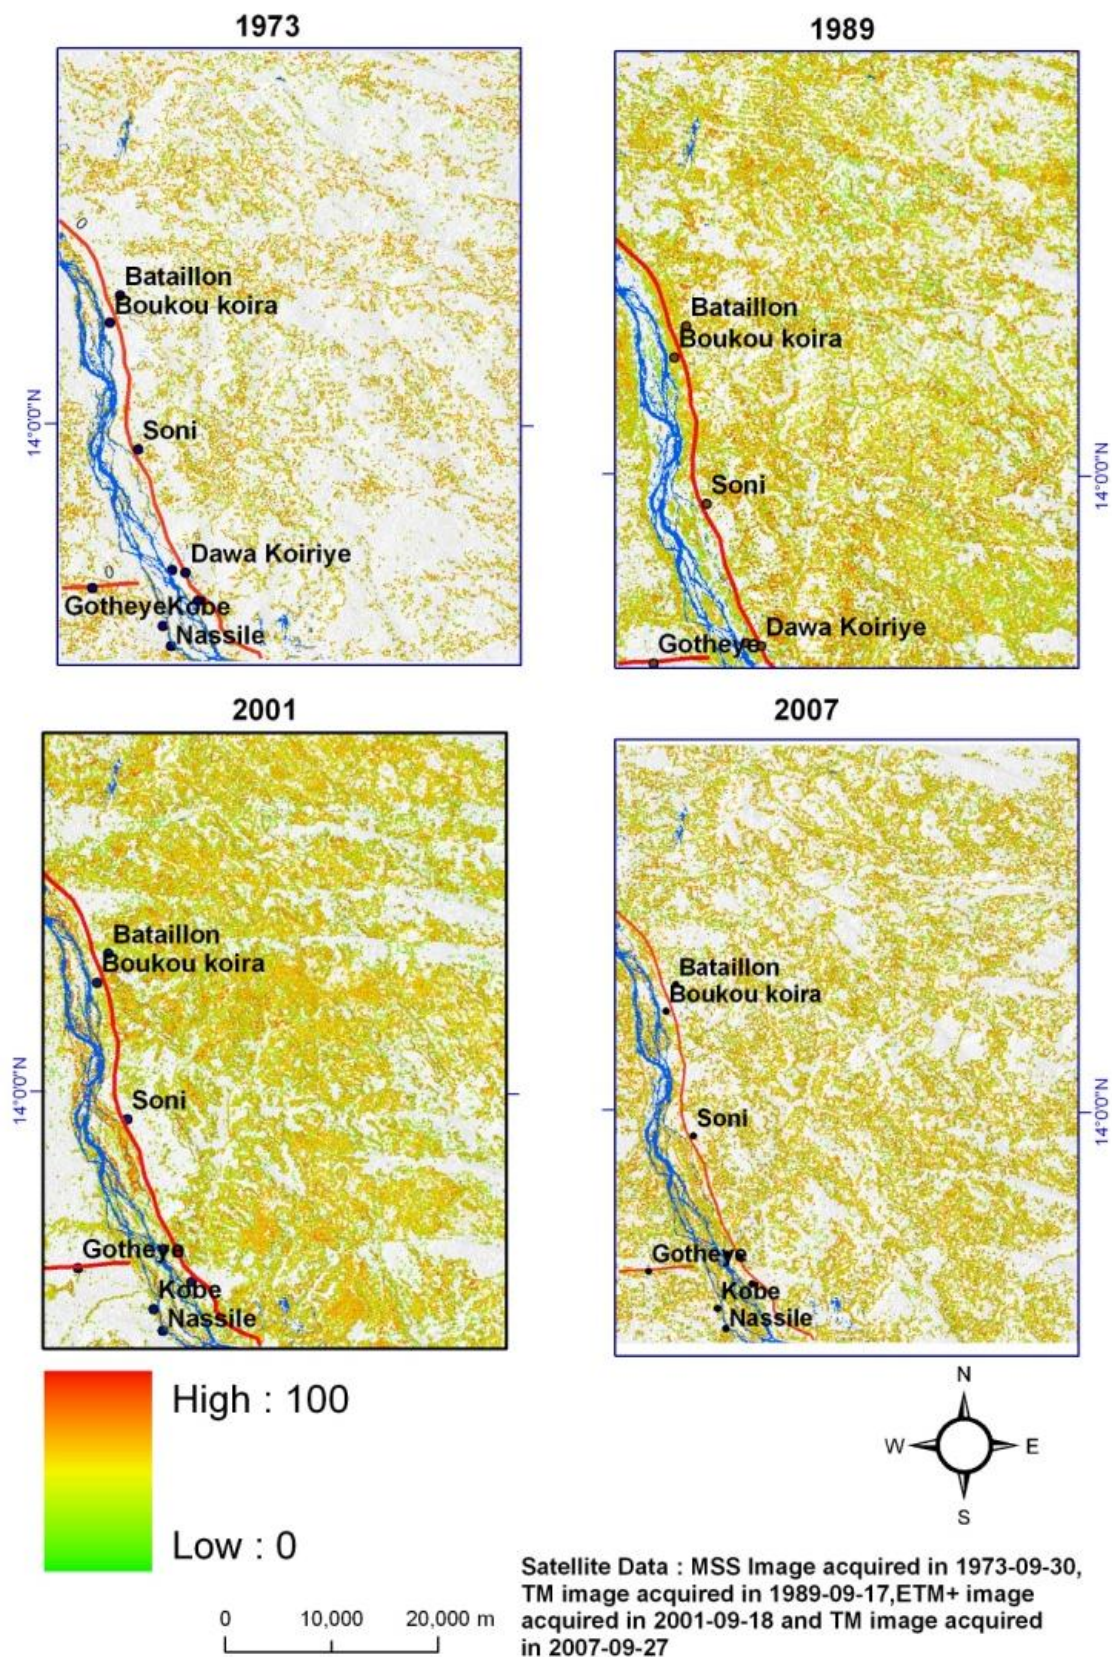 1973
1989
0
Bataillon
Boukou koira
Soni
14°0'0"N
0
Dawa Koiriye
GotheyeKobe
Nassile
Bataillon
Boukou koira
Soni
14°0'0"N
Dawa Koiriye
Gotheye
2001
2007
Bataillon
Boukou koira
Soni
14°0'0"N
Gotheye
Kobe
Nassile
Bataillon
Boukou koira
Soni
14°0'0"N
Gotheye
Kobe
Nassile
High : 100
Low : 0
N
W
E
S
0 10,000 20,000 m
Satellite Data : MSS Image acquired in 1973-09-30,
TM image acquired in 1989-09-17,ETM+ image
acquired in 2001-09-18 and TM image acquired
in 2007-09-27